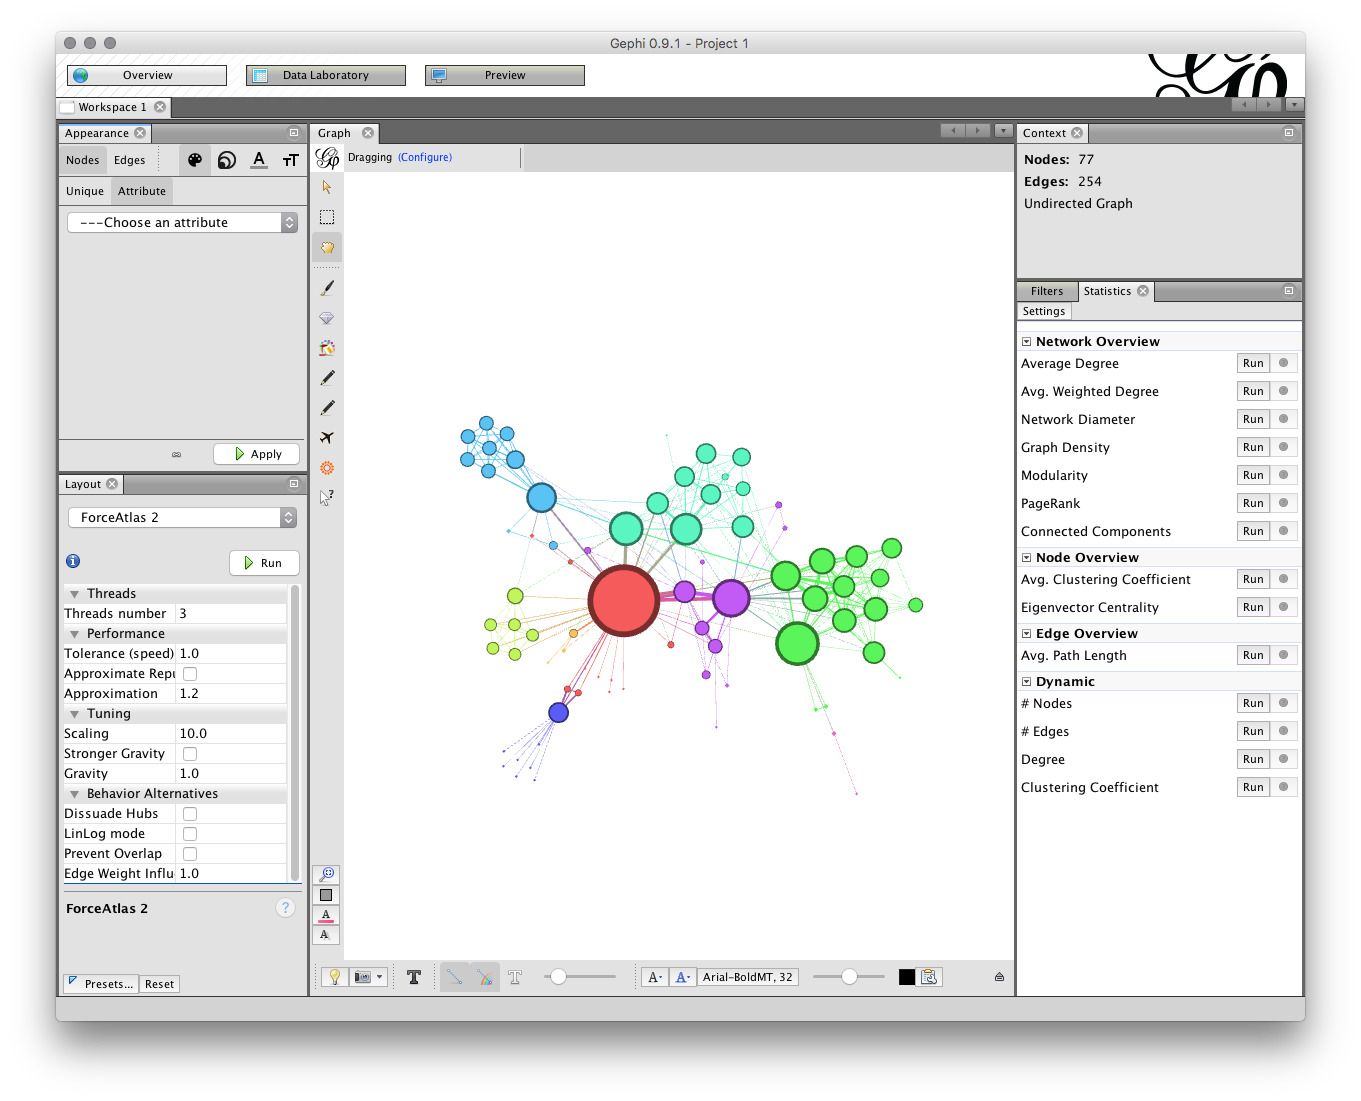 Gephi 0.9.1 - Project 1
Overview
Data Laboratory
Preview
Workspace 1
Appearance
Nodes
Edges
A
TT
Unique
Attribute
---Choose an attribute
Apply
Layout
ForceAtlas 2
Run
Threads
Threads number 3
Performance
Tolerance (speed) 1.0
Approximate Repu
Approximation 1.2
Tuning
Scaling 10.0
Stronger Gravity
Gravity 1.0
Behavior Alternatives
Dissuade Hubs
LinLog mode
Prevent Overlap
Edge Weight Influ 1.0
ForceAtlas 2
?
Presets...
Reset
Graph
Dragging (Configure)
?
A
A
T
T
A
A
Arial-BoldMT, 32
Context
Nodes: 77
Edges: 254
Undirected Graph
Filters
Statistics
Settings
Network Overview
Average Degree Run
Avg. Weighted Degree Run
Network Diameter Run
Graph Density Run
Modularity Run
PageRank Run
Connected Components Run
Node Overview
Avg. Clustering Coefficient Run
Eigenvector Centrality Run
Edge Overview
Avg. Path Length Run
Dynamic
# Nodes Run
# Edges Run
Degree Run
Clustering Coefficient Run